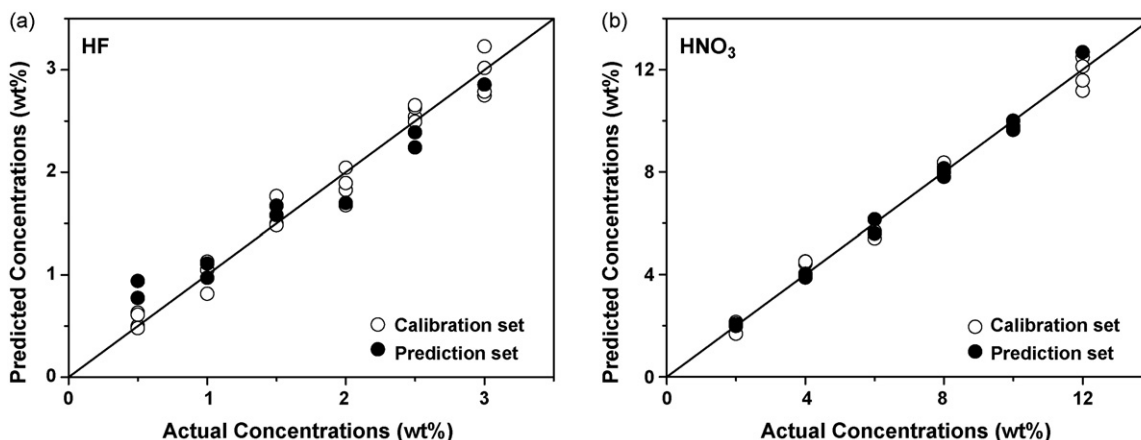 (a)
HF
Predicted Concentrations (wt%)
3
2
1
0
0 1 2 3
Calibration set
Prediction set
Actual Concentrations (wt%)
(b)
HNO₃
Predicted Concentrations (wt%)
12
8
4
0
0 4 8 12
Calibration set
Prediction set
Actual Concentrations (wt%)